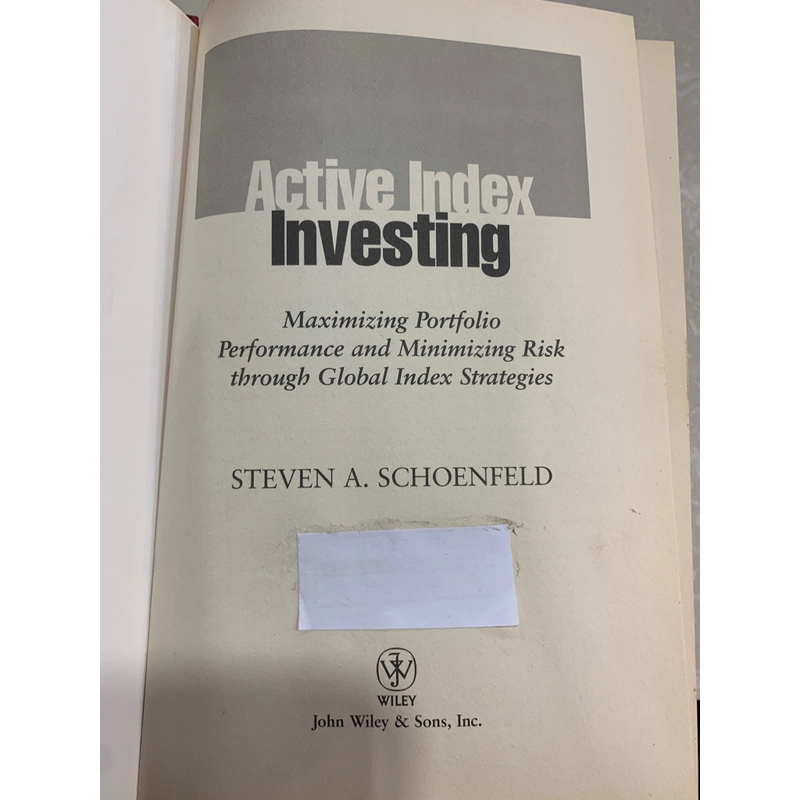 Active Index
Investing
Maximizing Portfolio
Performance and Minimizing Risk
through Global Index Strategies
STEVEN A. SCHOENFELD
WILEY
John Wiley & Sons, Inc.